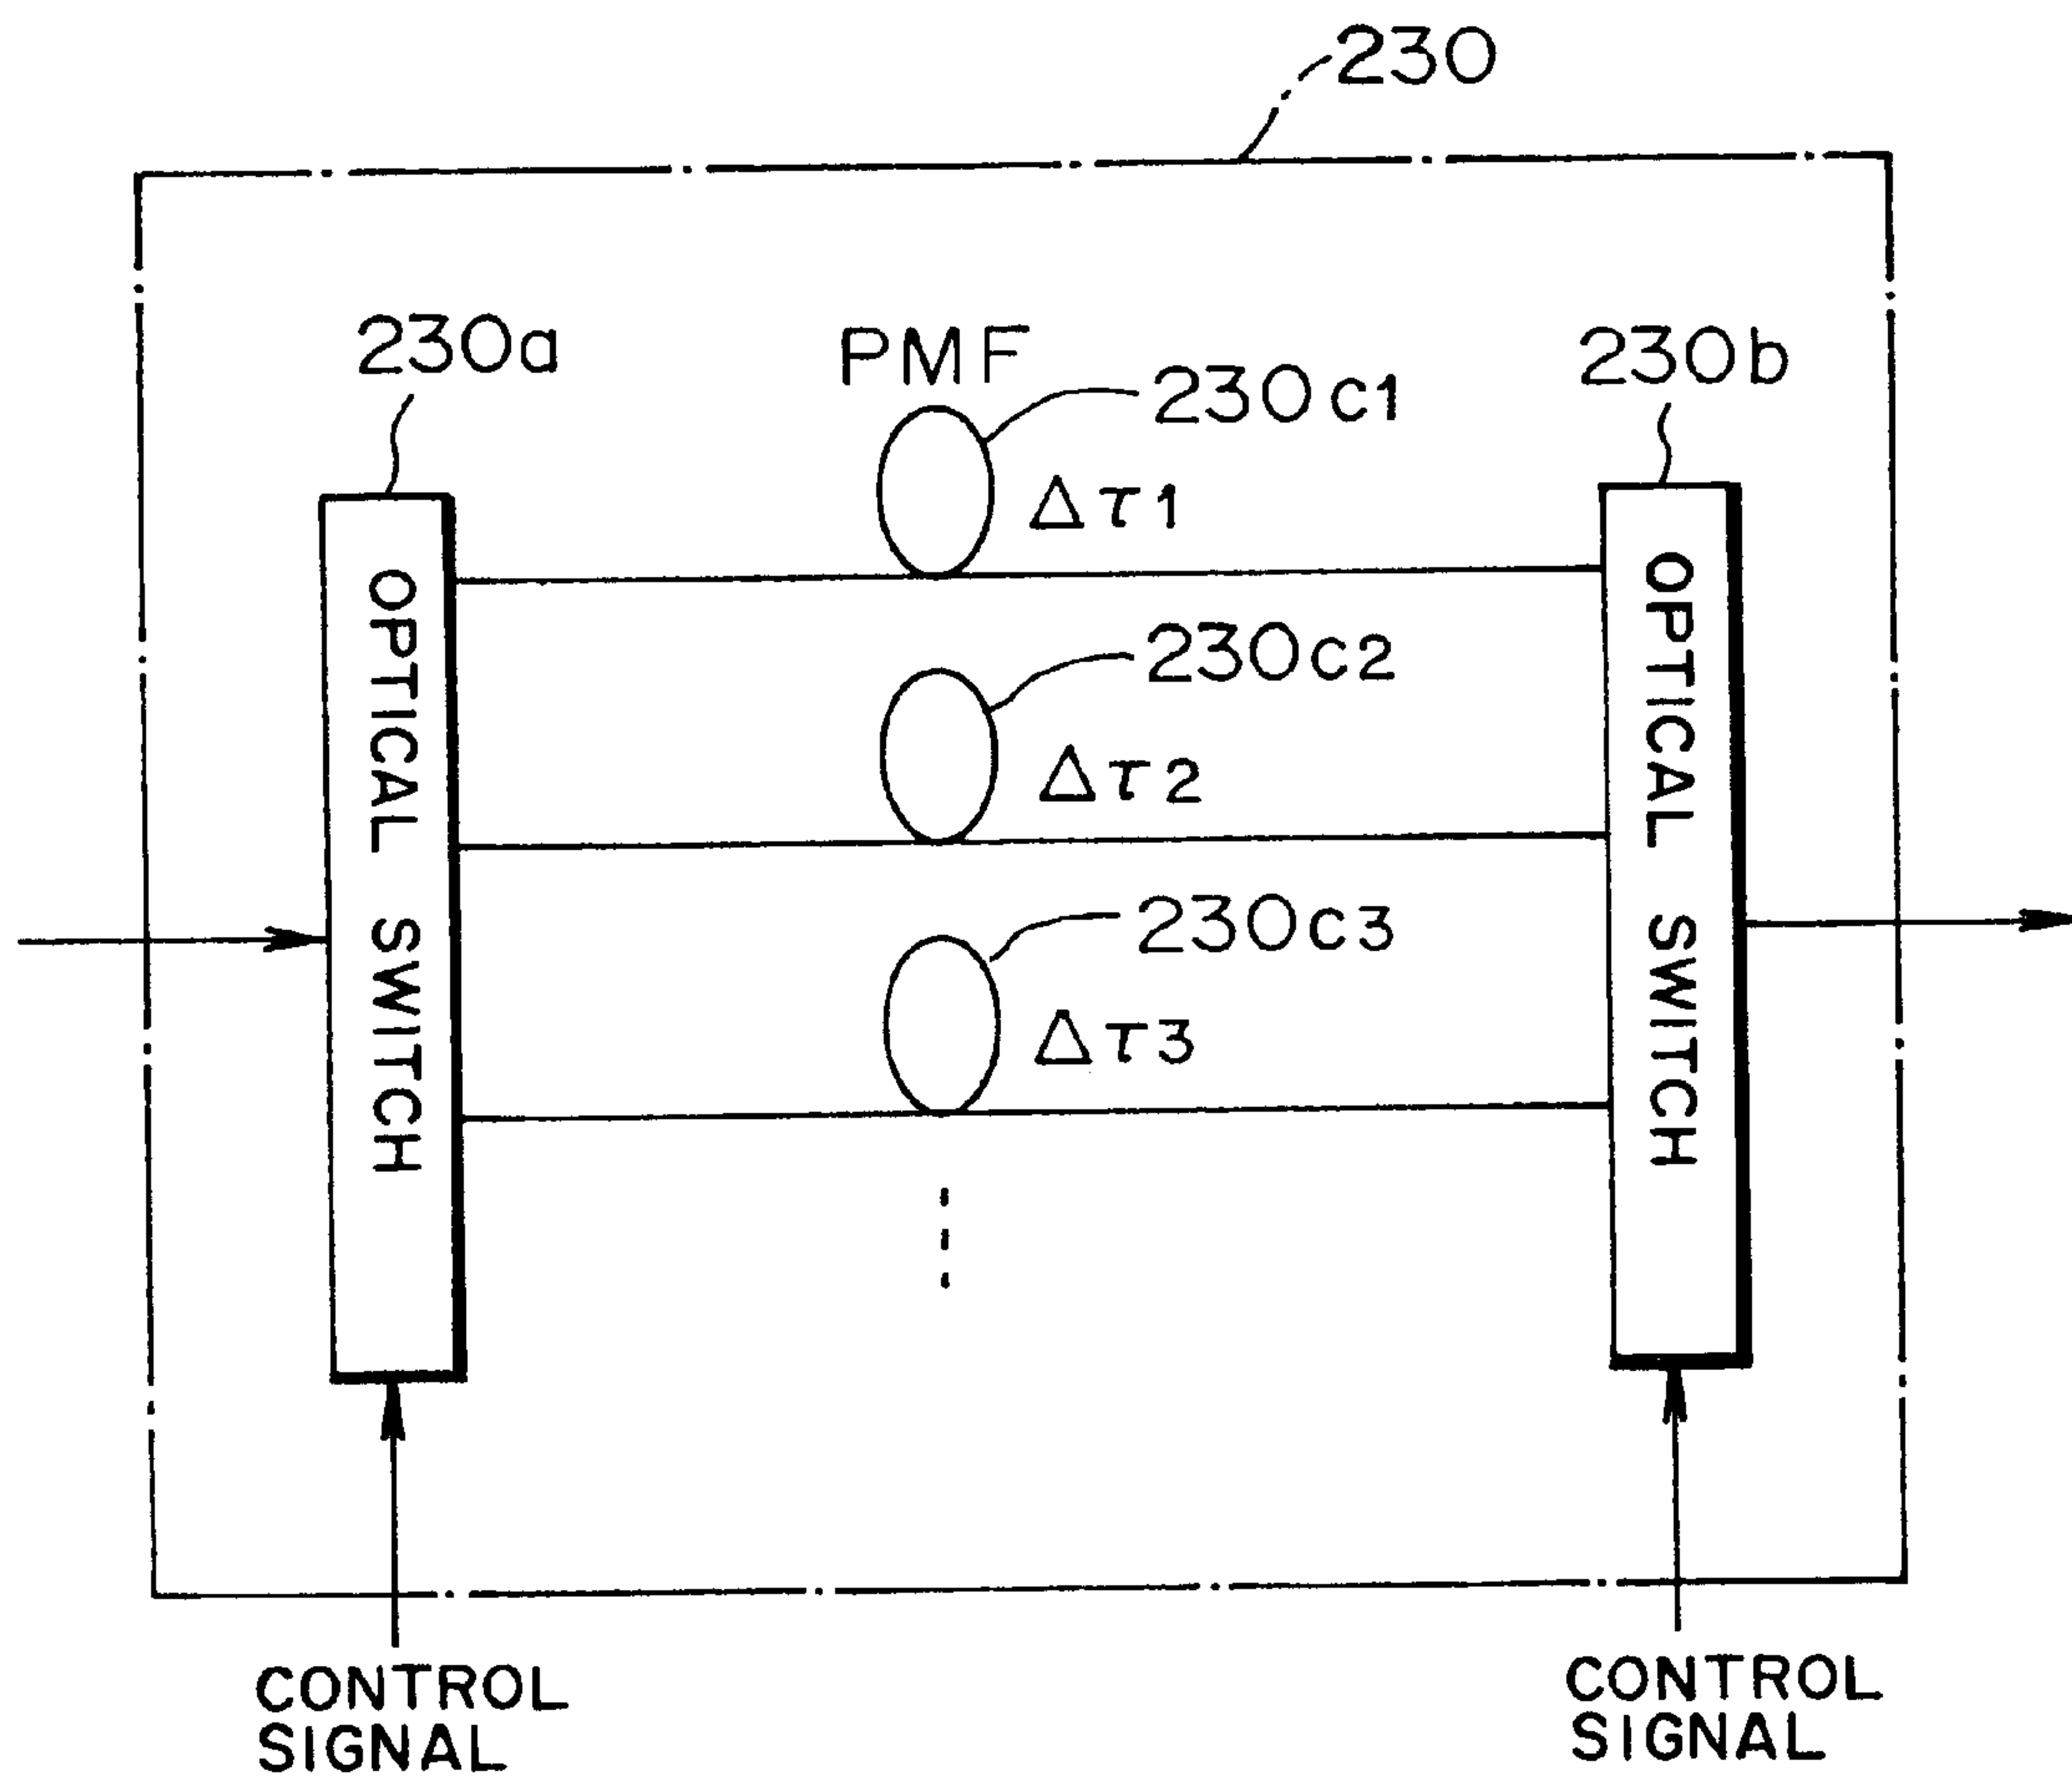 230
230a
PMF
230b
230c1
Δτ1
230c2
Δτ2
230c3
Δτ3
OPTICAL SWITCH
OPTICAL SWITCH
CONTROL
SIGNAL
CONTROL
SIGNAL